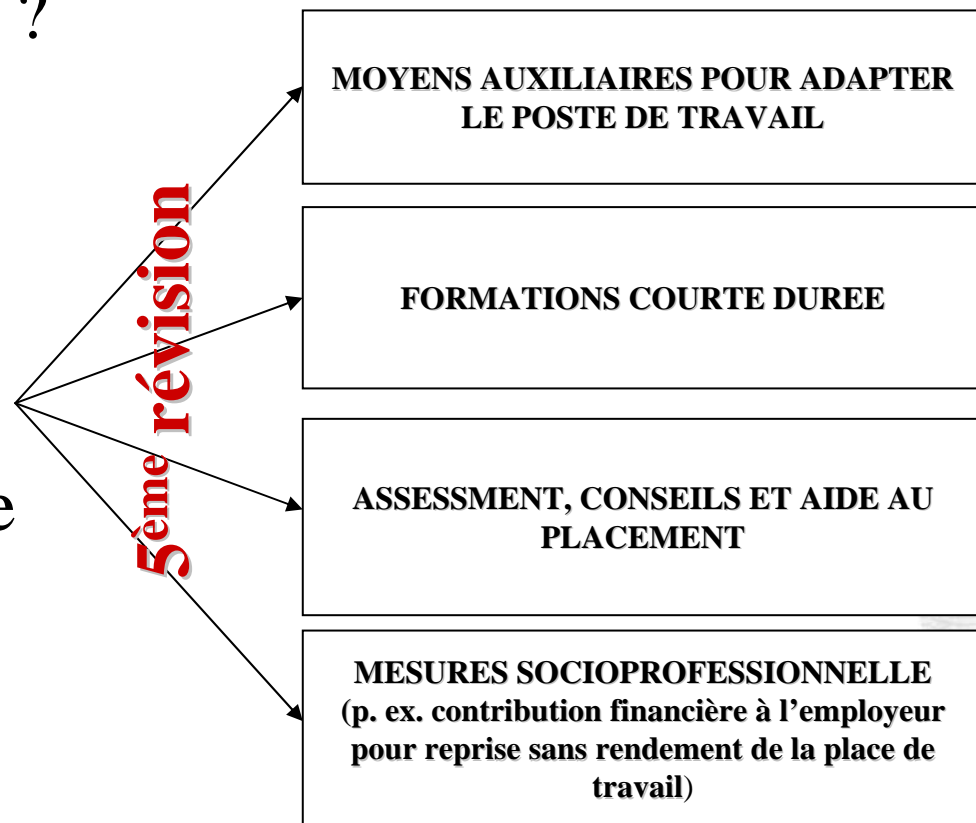 ?
MOYENS AUXILIAIRES POUR ADAPTER
LE POSTE DE TRAVAIL
5ème révision
FORMATIONS COURTE DUREE
e
ASSESSMENT, CONSEILS ET AIDE AU
PLACEMENT
MESURES SOCIOPROFESSIONNELLE
(p. ex. contribution financière à l’employeur
pour reprise sans rendement de la place de
travail)